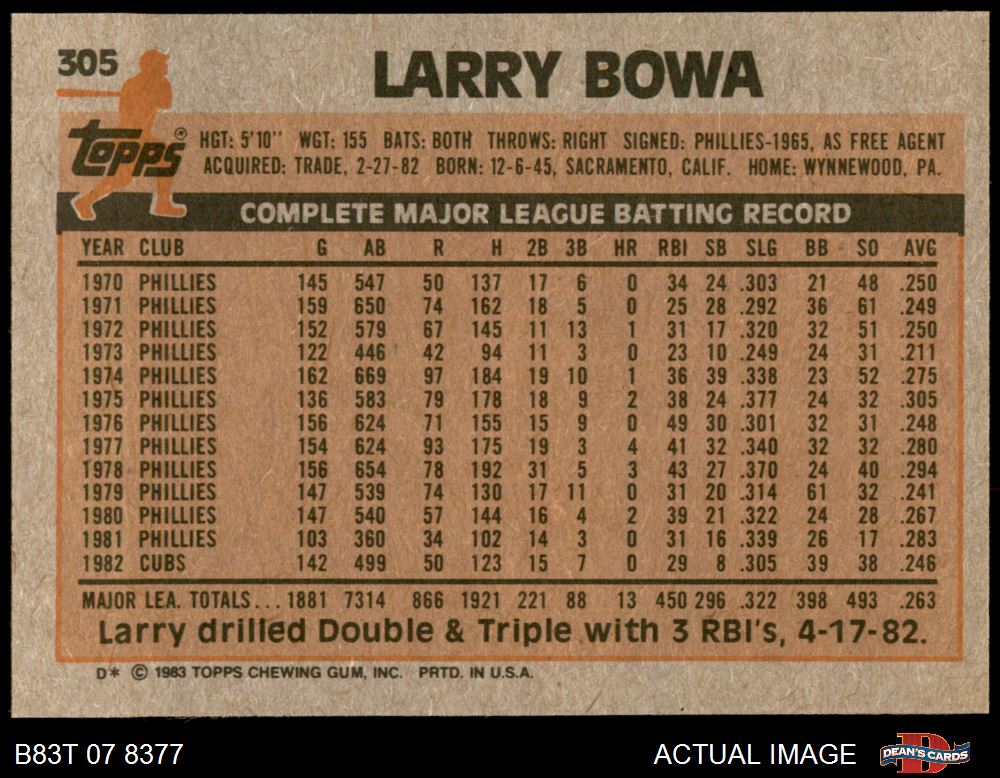 305
LARRY BOWA
Topps®
HGT: 5'10" WGT: 155 BATS: BOTH THROWS: RIGHT SIGNED: PHILLIES-1965, AS FREE AGENT
ACQUIRED: TRADE, 2-27-82 BORN: 12-6-45, SACRAMENTO, CALIF. HOME: WYNNEWOOD, PA.
COMPLETE MAJOR LEAGUE BATTING RECORD
YEAR CLUB G AB R H 2B 3B HR RBI SB SLG BB SO AVG
1970 PHILLIES 145 547 50 137 17 6 0 34 24 .303 21 48 .250
1971 PHILLIES 159 650 74 162 18 5 0 25 28 .292 36 61 .249
1972 PHILLIES 152 579 67 145 11 13 1 31 17 .320 32 51 .250
1973 PHILLIES 122 446 42 94 11 3 0 23 10 .249 24 31 .211
1974 PHILLIES 162 669 97 184 19 10 1 36 39 .338 23 52 .275
1975 PHILLIES 136 583 79 178 18 9 2 38 24 .377 24 32 .305
1976 PHILLIES 156 624 71 155 15 9 0 49 30 .301 32 31 .248
1977 PHILLIES 154 624 93 175 19 3 4 41 32 .340 32 32 .280
1978 PHILLIES 156 654 78 192 31 5 3 43 27 .370 24 40 .294
1979 PHILLIES 147 539 74 130 17 11 0 31 20 .314 61 32 .241
1980 PHILLIES 147 540 57 144 16 4 2 39 21 .322 24 28 .267
1981 PHILLIES 103 360 34 102 14 3 0 31 16 .339 26 17 .283
1982 CUBS 142 499 50 123 15 7 0 29 8 .305 39 38 .246
MAJOR LEA. TOTALS... 1881 7314 866 1921 221 88 13 450 296 .322 398 493 .263
Larry drilled Double & Triple with 3 RBI's, 4-17-82.
D* © 1983 TOPPS CHEWING GUM, INC. PRTD. IN U.S.A.
B83T 07 8377 ACTUAL IMAGE DEAN'S CARDS